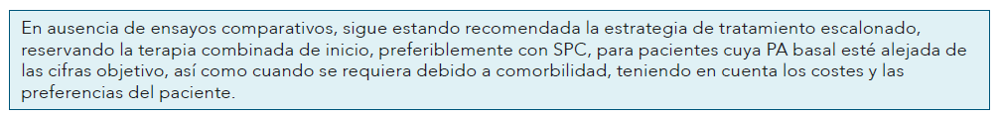 En ausencia de ensayos comparativos, sigue estando recomendada la estrategia de tratamiento escalonado,
reservando la terapia combinada de inicio, preferiblemente con SPC, para pacientes cuya PA basal esté alejada de
las cifras objetivo, así como cuando se requiera debido a comorbilidad, teniendo en cuenta los costes y las
preferencias del paciente.